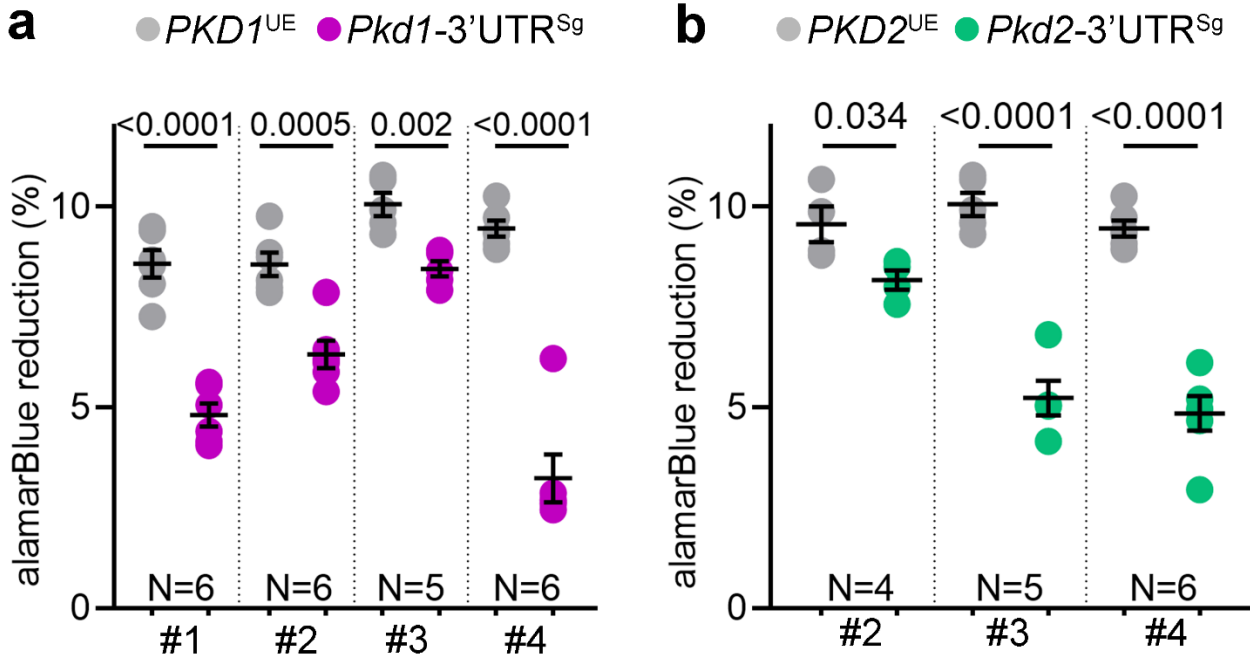 a PKD1UE Pkd1-3’UTRSg
<0.0001 0.0005 0.002 <0.0001
alamarBlue reduction (%)
10
5
0
N=6 N=6 N=5 N=6
#1 #2 #3 #4
b PKD2UE Pkd2-3’UTRSg
0.034 <0.0001 <0.0001
alamarBlue reduction (%)
10
5
0
N=4 N=5 N=6
#2 #3 #4